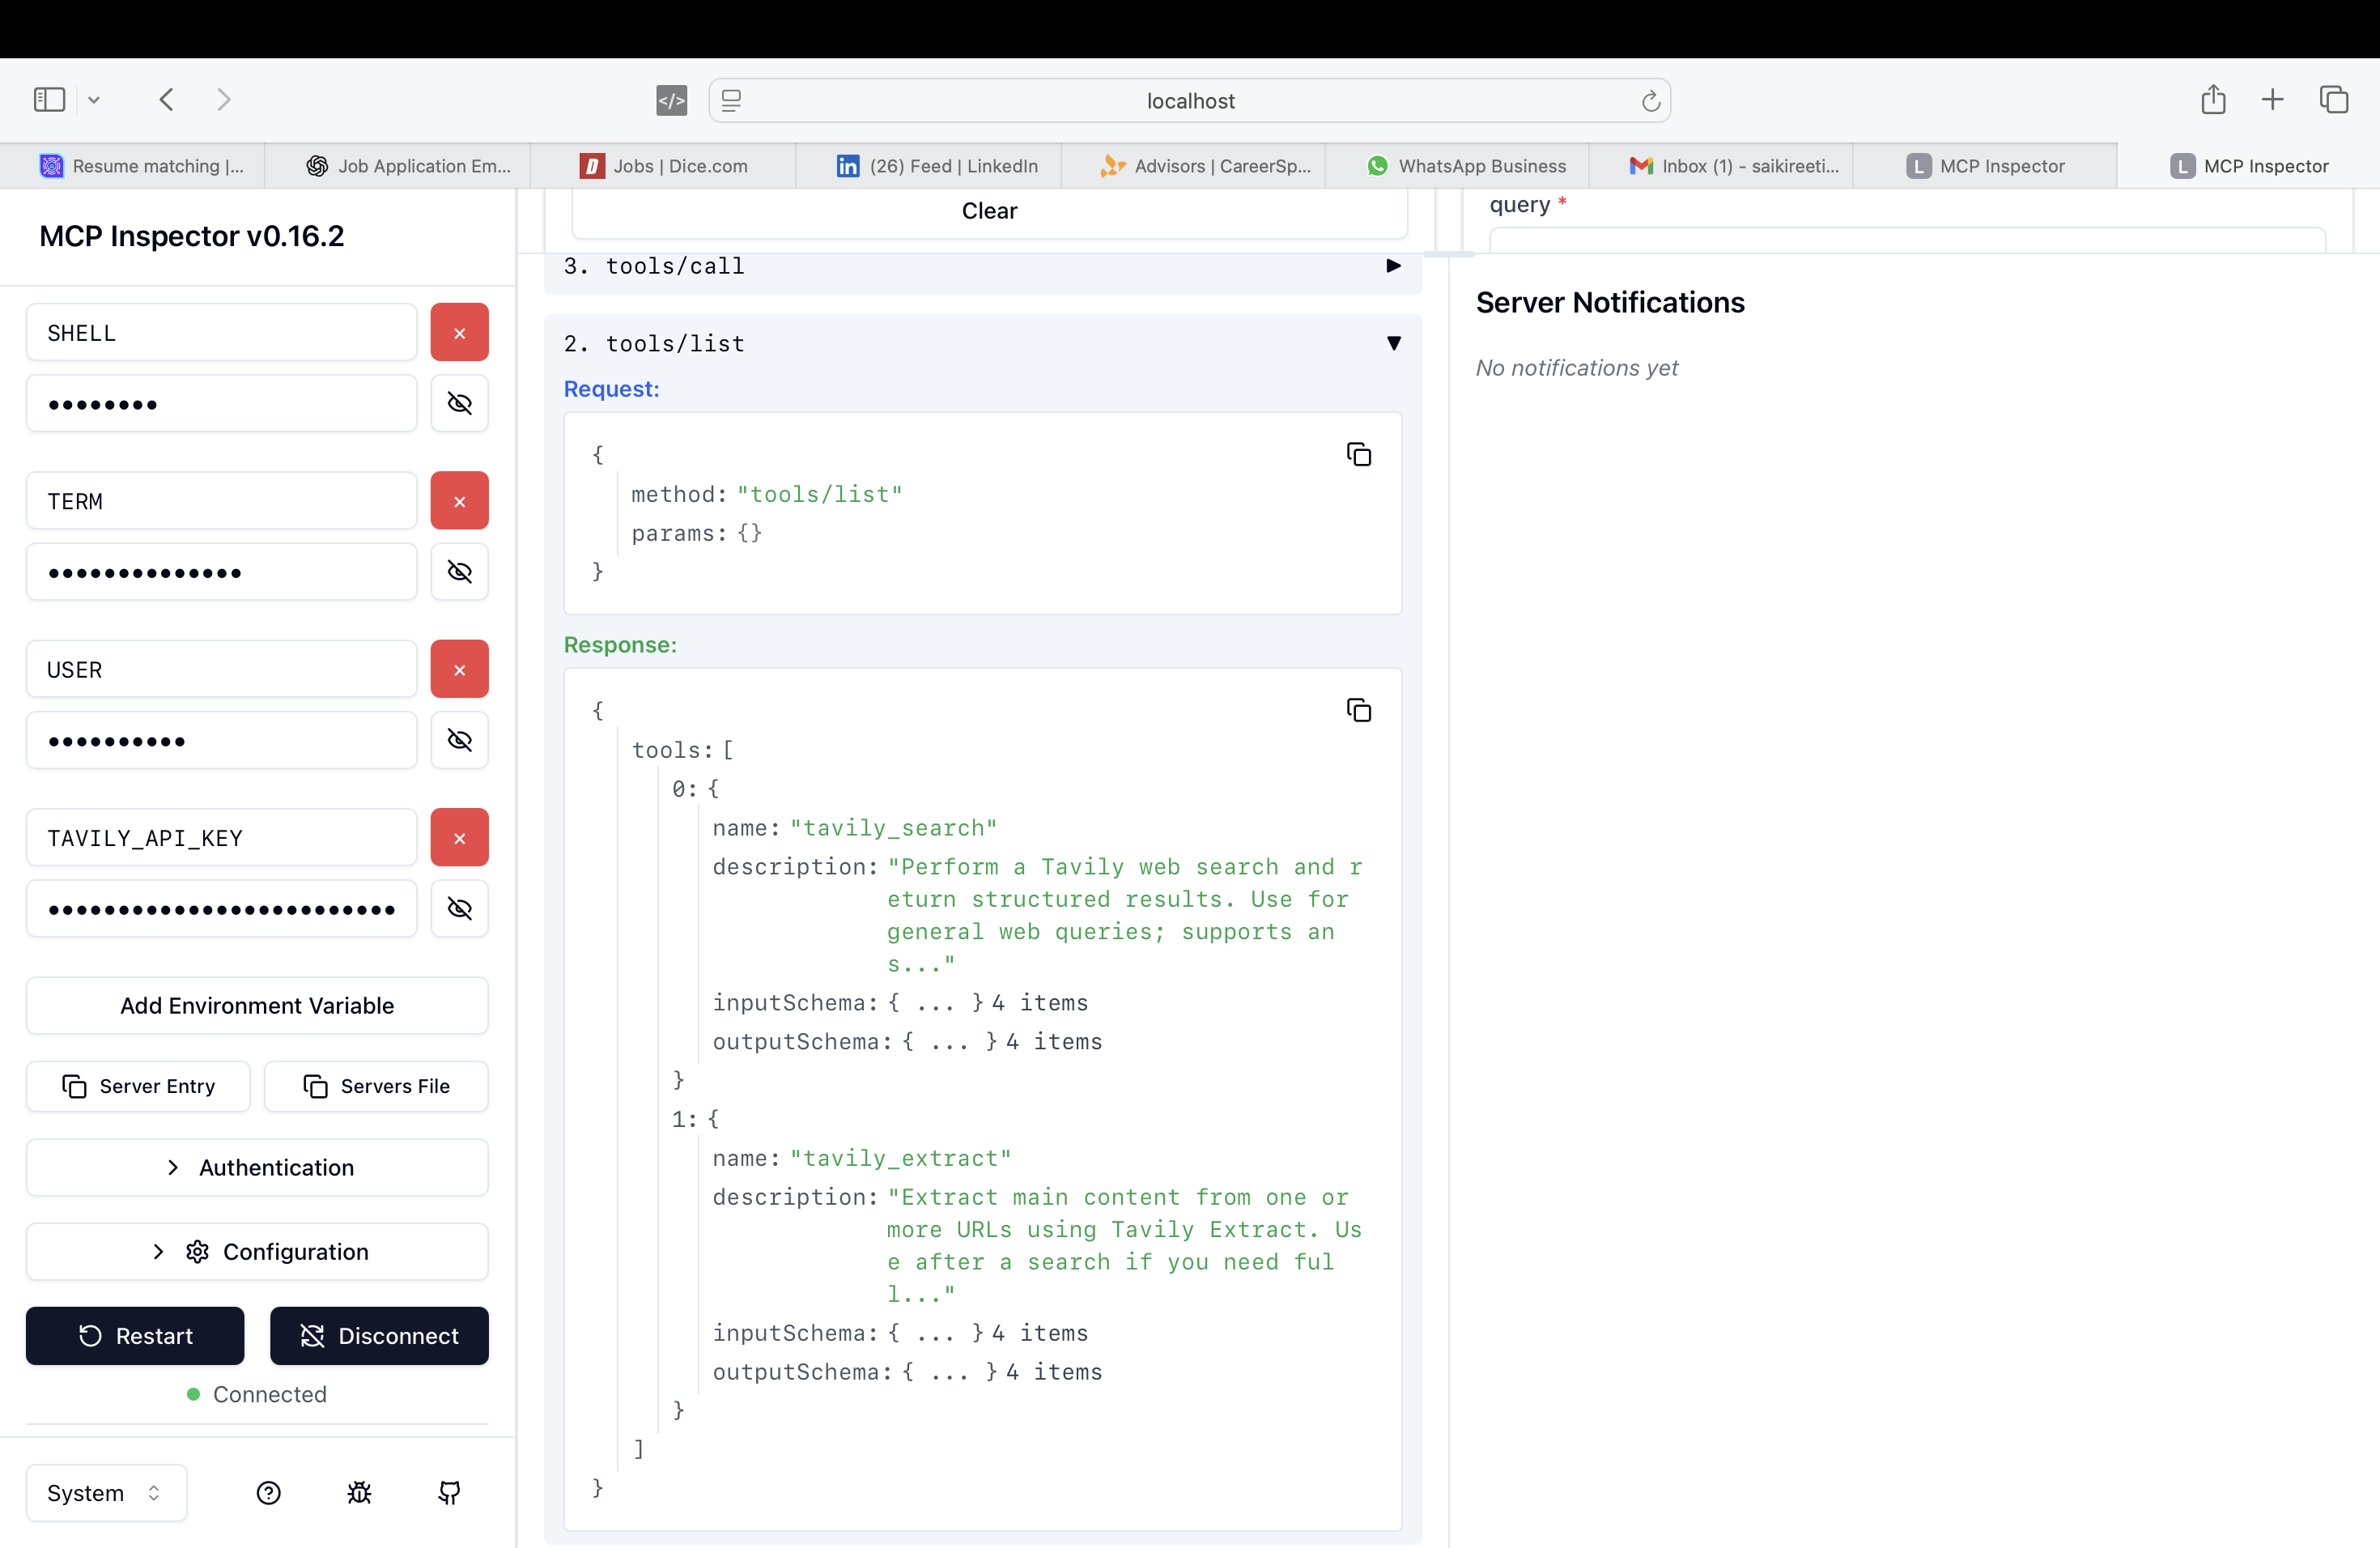 localhost
Resume matching |...
Job Application Em...
Jobs | Dice.com
(26) Feed | LinkedIn
Advisors | CareerSp...
WhatsApp Business
Inbox (1) - saikireeti...
MCP Inspector
MCP Inspector
MCP Inspector v0.16.2
SHELL
••••••••
TERM
••••••••••••••
USER
••••••••••
TAVILY_API_KEY
•••••••••••••••••••••••••
Add Environment Variable
Server Entry
Servers File
Authentication
Configuration
Restart
Disconnect
Connected
System
Clear
3. tools/call
2. tools/list
Request:
{
method: "tools/list"
params: {}
}
Response:
{
tools: [
0: {
name: "tavily_search"
description: "Perform a Tavily web search and r
eturn structured results. Use for
general web queries; supports an
s..."
inputSchema: { ... } 4 items
outputSchema: { ... } 4 items
}
1: {
name: "tavily_extract"
description: "Extract main content from one or
more URLs using Tavily Extract. Us
e after a search if you need ful
l..."
inputSchema: { ... } 4 items
outputSchema: { ... } 4 items
}
]
}
query *
Server Notifications
No notifications yet